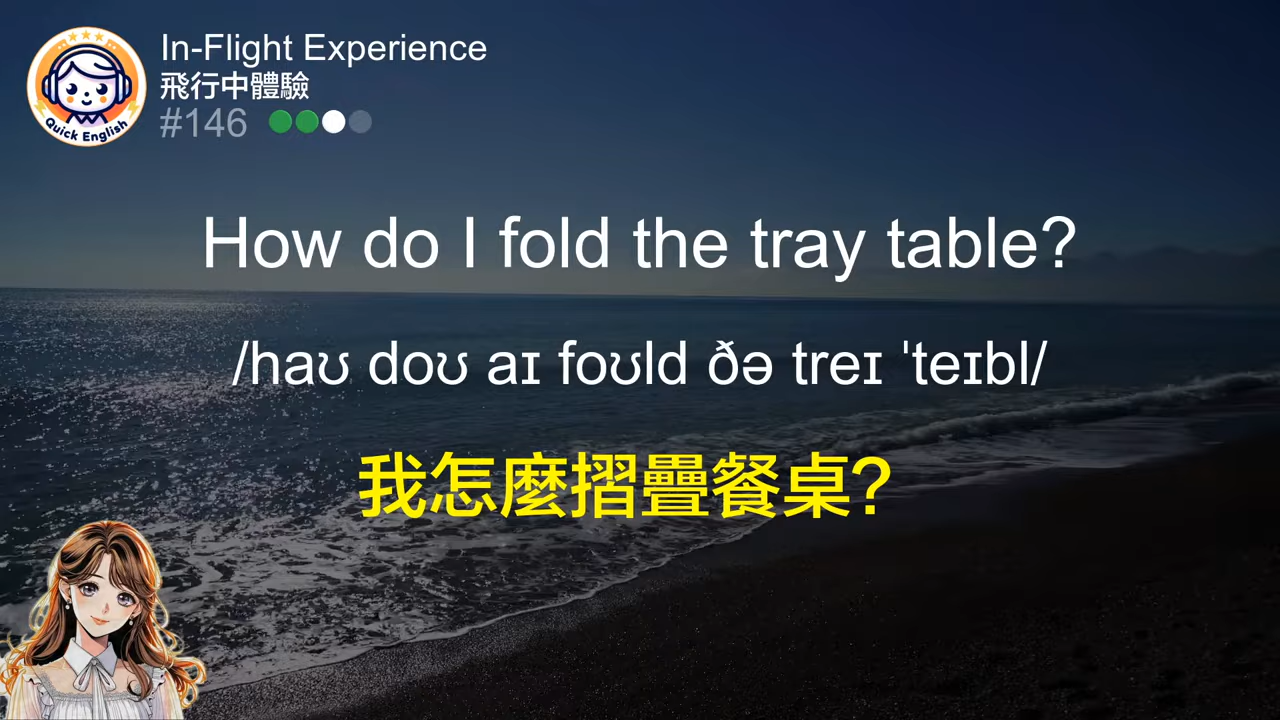 Quick English
In-Flight Experience
飛行中體驗
#146
How do I fold the tray table?
/haʊ doʊ aɪ foʊld ðə treɪ ˈteɪbl/
我怎麼摺疊餐桌?